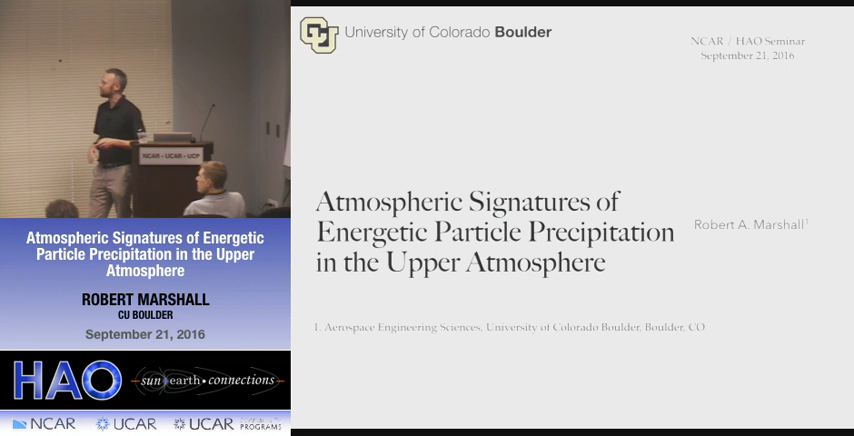 NCAR • UCAR • UCP
Atmospheric Signatures of Energetic
Particle Precipitation in the Upper
Atmosphere
ROBERT MARSHALL
CU BOULDER
September 21, 2016
HAO
sun earth • connections
NCAR
UCAR
UCAR
PROGRAMS
University of Colorado Boulder
NCAR / HAO Seminar
September 21, 2016
Atmospheric Signatures of
Energetic Particle Precipitation
in the Upper Atmosphere
Robert A. Marshall¹
1. Aerospace Engineering Sciences, University of Colorado Boulder, Boulder, CO